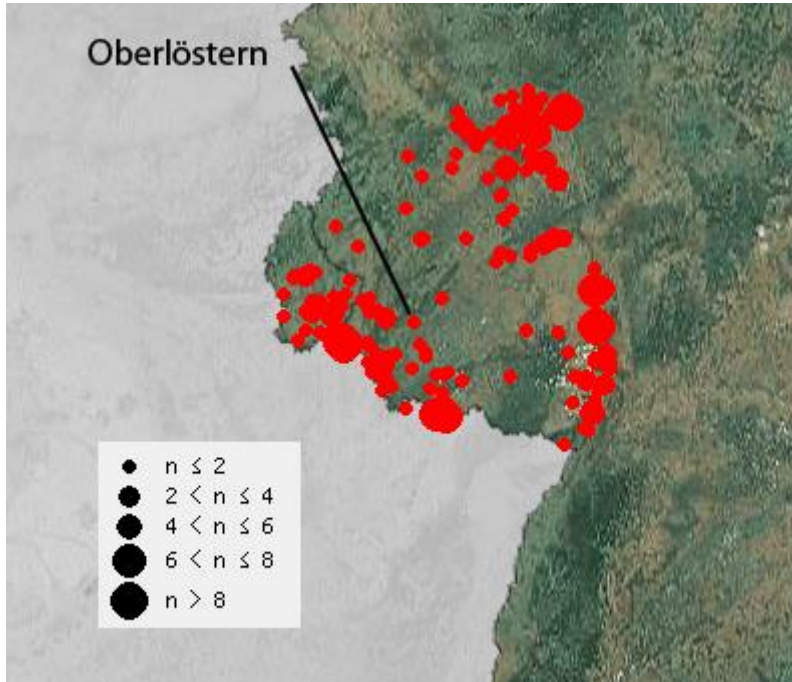 Oberlöstern
n ≤ 2
2 < n ≤ 4
4 < n ≤ 6
6 < n ≤ 8
n > 8